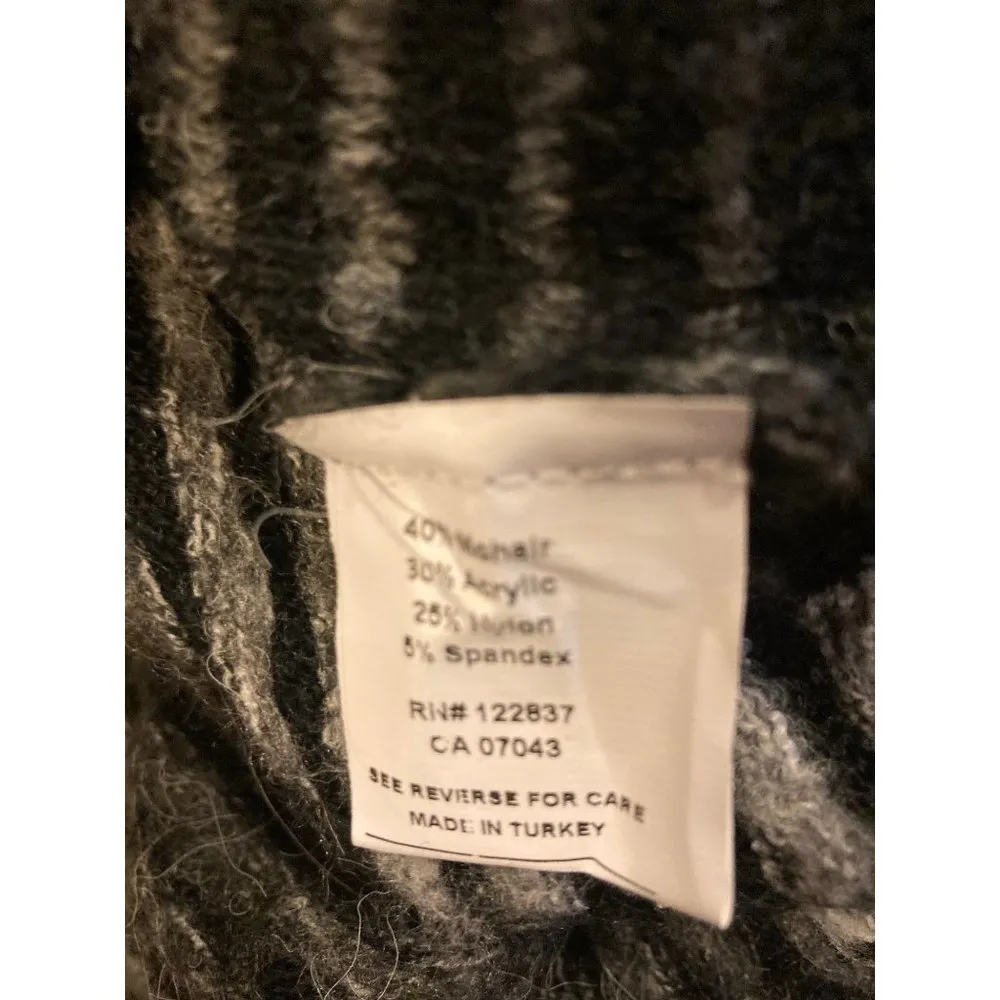 40% Mohair
30% Acrylic
25% Nylon
5% Spandex
RN# 122837
CA 07043
SEE REVERSE FOR CARE
MADE IN TURKEY